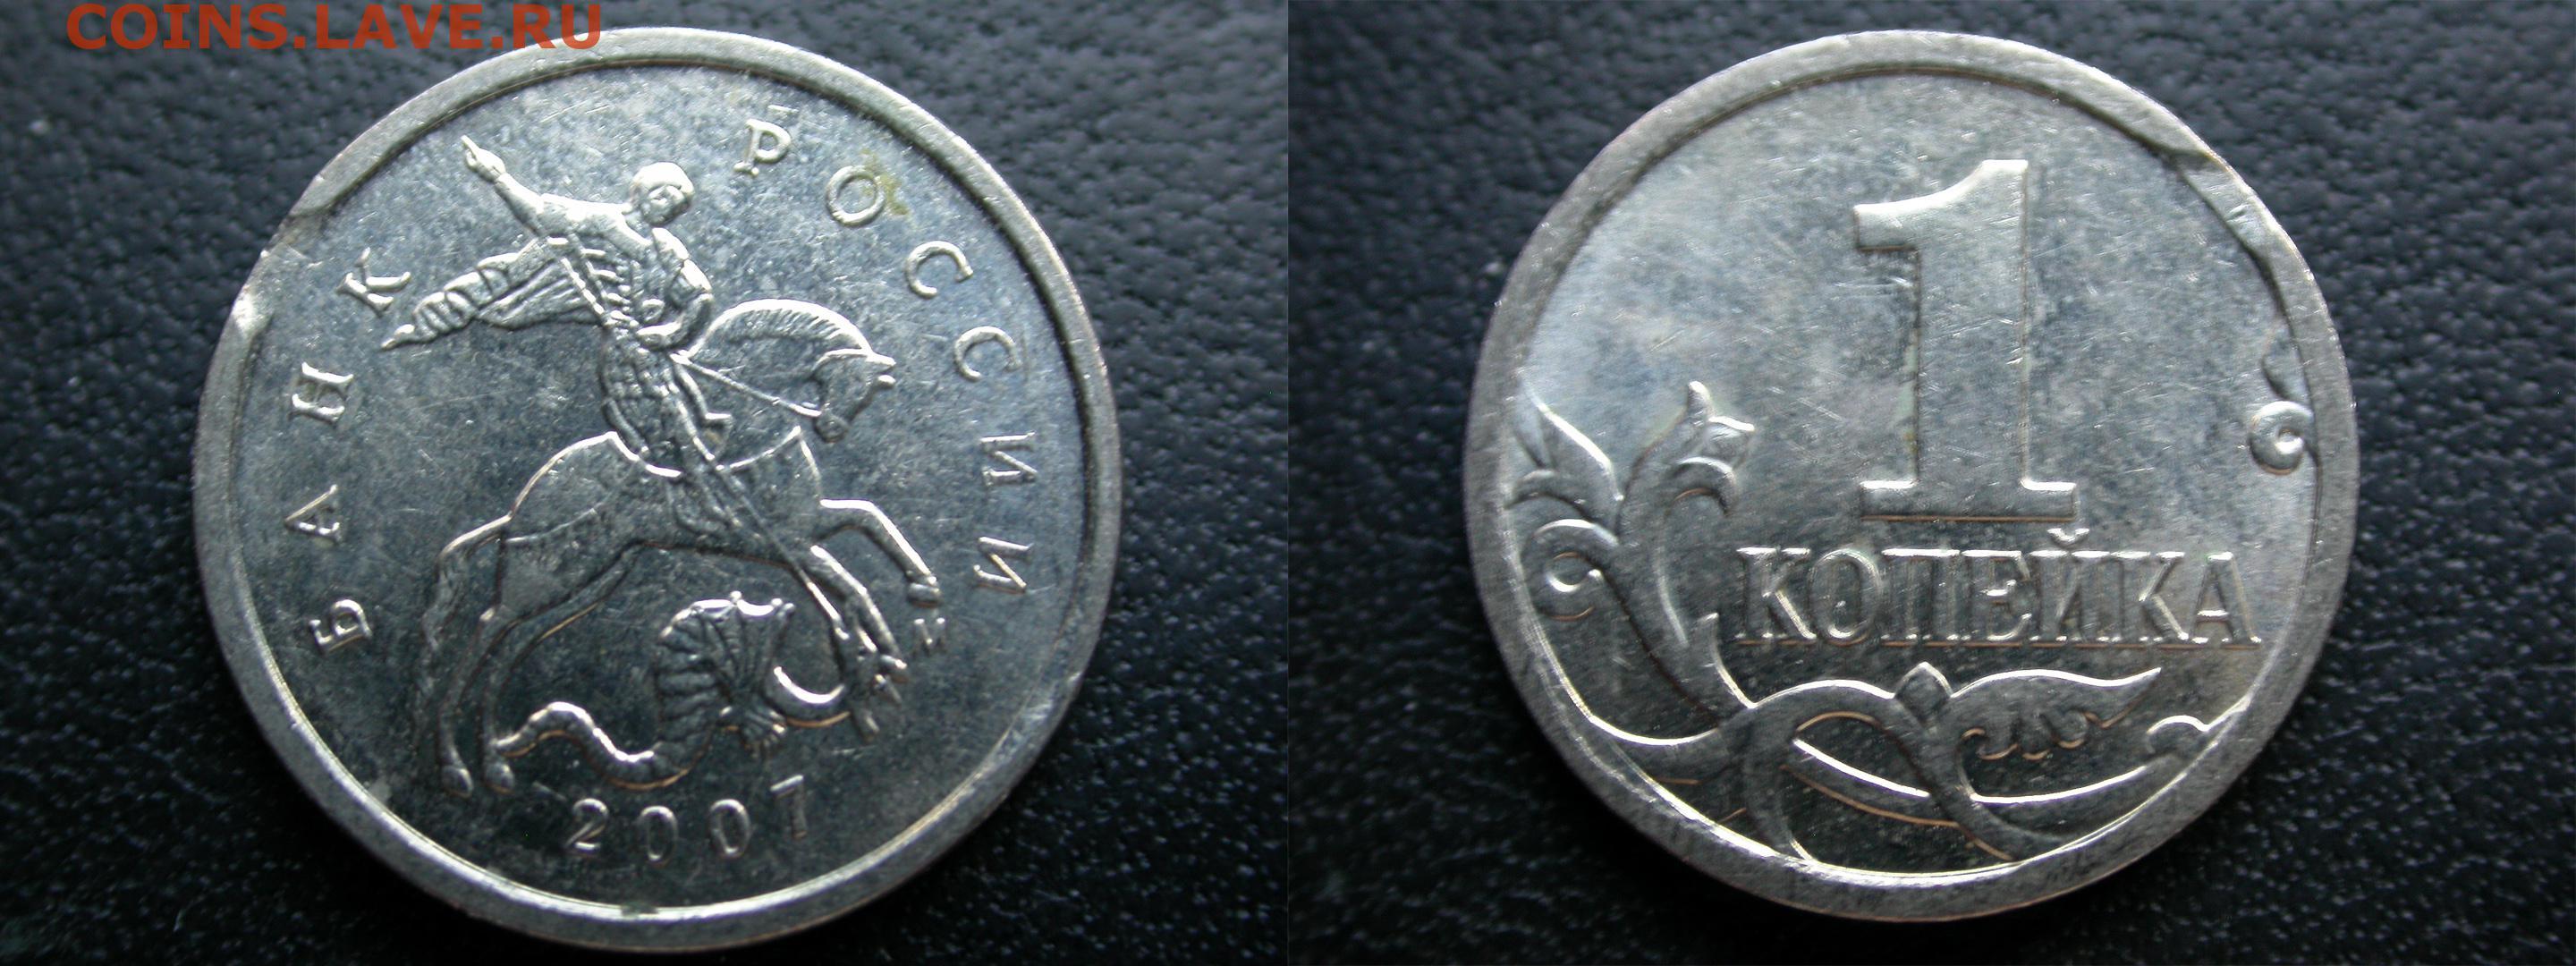 COINS.LAVE.RU
БАНК РОССИИ
м
2007
1
КОПЕЙКА